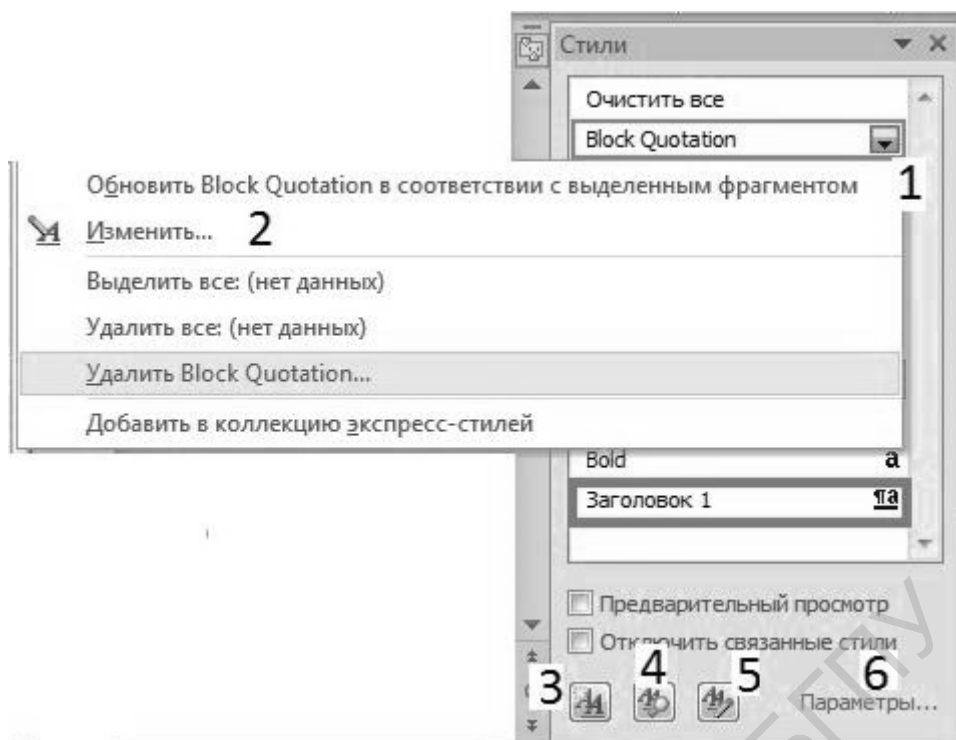 Стили
Очистить все
Block Quotation
Обновить Block Quotation в соответствии с выделенным фрагментом 1
Изменить... 2
Выделить все: (нет данных)
Удалить все: (нет данных)
Удалить Block Quotation...
Добавить в коллекцию экспресс-стилей
Bold a
Заголовок 1 ¶a
Предварительный просмотр
Отключить связанные стили
3 4 5 6
Параметры...